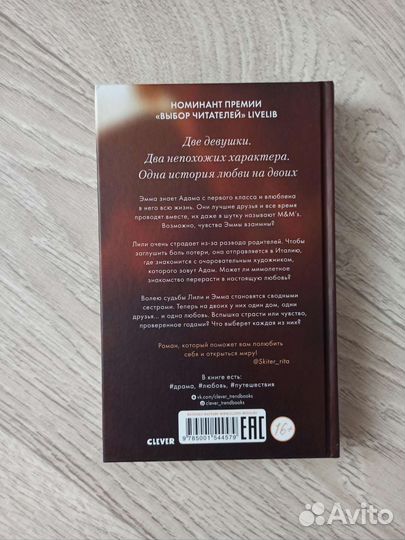 НОМИНАНТ ПРЕМИИ
«ВЫБОР ЧИТАТЕЛЕЙ» LIVELIB
Две девушки.
Два непохожих характера.
Одна история любви на двоих
Эмма знает Адама с первого класса и влюблена
в него всю жизнь. Они лучшие друзья и все время
проводят вместе, их даже в шутку называют M&M's.
Возможно, чувства Эммы взаимны?
Лили очень страдает из-за развода родителей. Чтобы
заглушить боль потери, она отправляется в Италию,
где знакомится с очаровательным художником,
которого зовут Адам. Может ли мимолетное
знакомство перерасти в настоящую любовь?
Волею судьбы Лили и Эмма становятся сводными
сестрами. Теперь на двоих у них один дом, одни
друзья... и одна любовь. Вспышка страсти или чувство,
проверенное годами? Что выберет каждая из них?
Роман, который поможет вам полюбить
себя и открыться миру!
@Skiter_rita
В книге есть:
#драма, #любовь, #путешествия
vk.com/clever_trendbooks
clever_trendbooks
CLEVER
9 785001 544579
EAC
16+
Avito